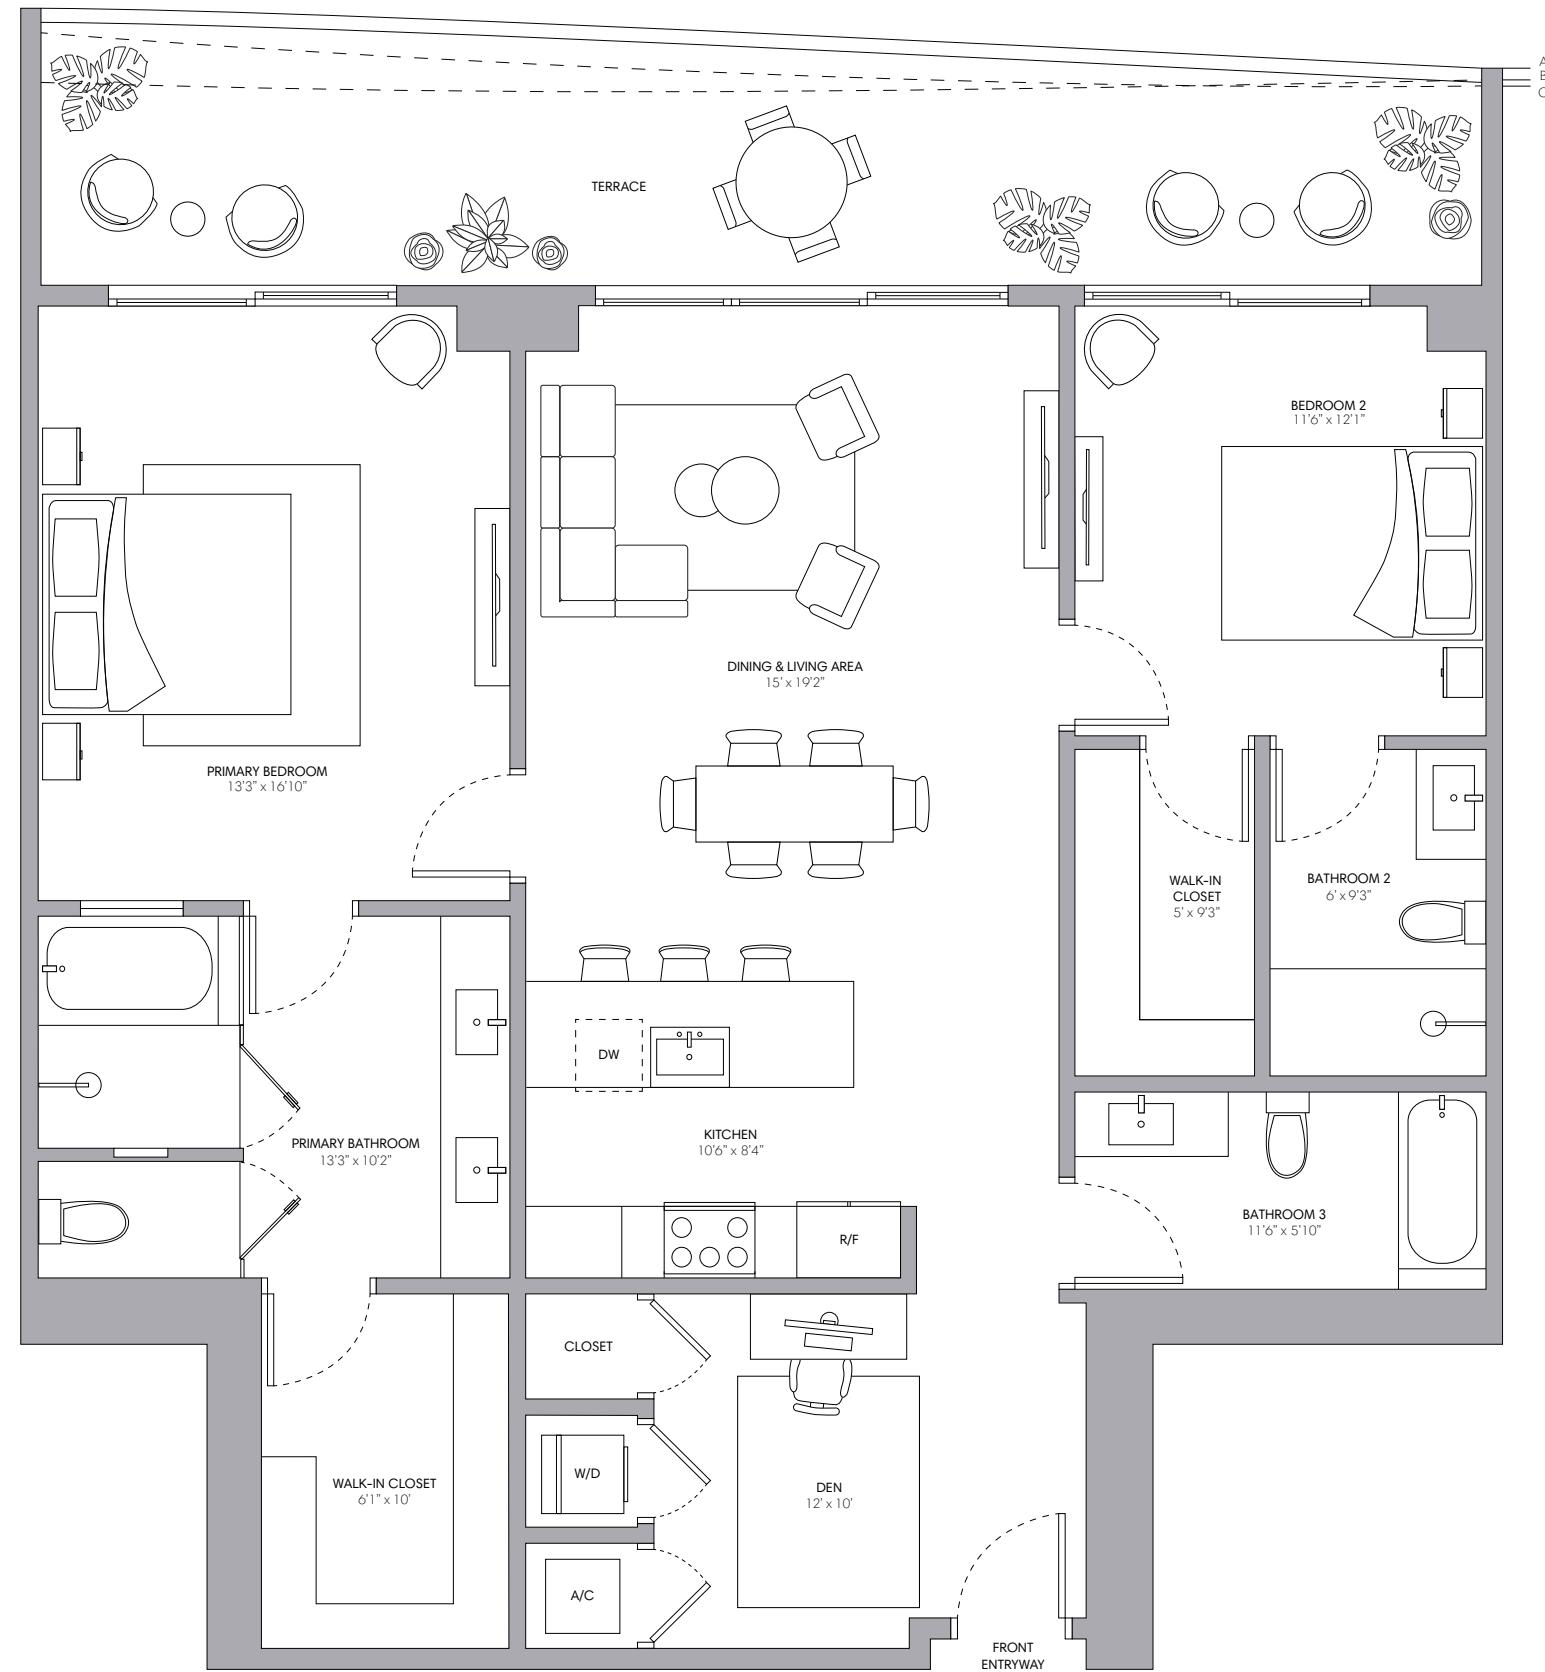 A
B
C
TERRACE
BEDROOM 2
11'6" x 12'1"
DINING & LIVING AREA
15' x 19'2"
PRIMARY BEDROOM
13'3" x 16'10"
WALK-IN
CLOSET
5' x 9'3"
BATHROOM 2
6' x 9'3"
DW
KITCHEN
10'6" x 8'4"
PRIMARY BATHROOM
13'3" x 10'2"
R/F
BATHROOM 3
11'6" x 5'10"
CLOSET
W/D
WALK-IN CLOSET
6'1" x 10'
DEN
12' x 10'
A/C
FRONT
ENTRYWAY